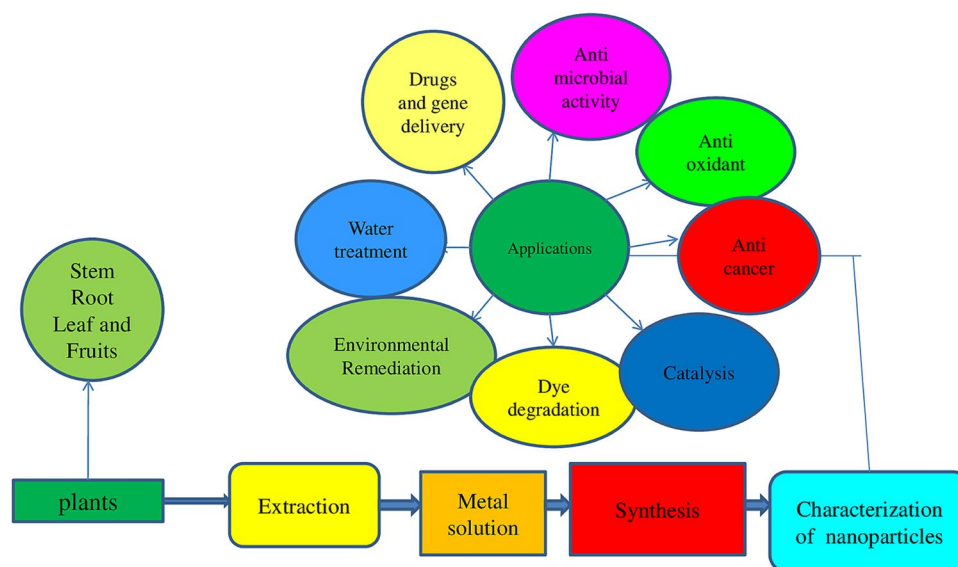 Anti
microbial
activity
Drugs
and gene
delivery
Anti
oxidant
Water
treatment
Applications
Anti
cancer
Stem
Root
Leaf and
Fruits
Environmental
Remediation
Catalysis
Dye
degradation
plants
Extraction
Metal
solution
Synthesis
Characterization
of nanoparticles